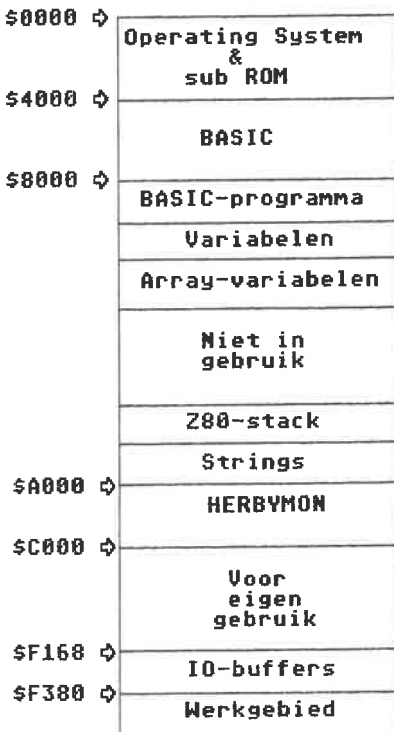 $0000 ⇨
Operating System
&
sub ROM
$4000 ⇨
BASIC
$8000 ⇨
BASIC-programma
Variabelen
Array-variabelen
Niet in
gebruik
Z80-stack
Strings
$A000 ⇨
HERBYMON
$C000 ⇨
Voor
eigen
gebruik
$F168 ⇨
IO-buffers
$F380 ⇨
Werkgebied